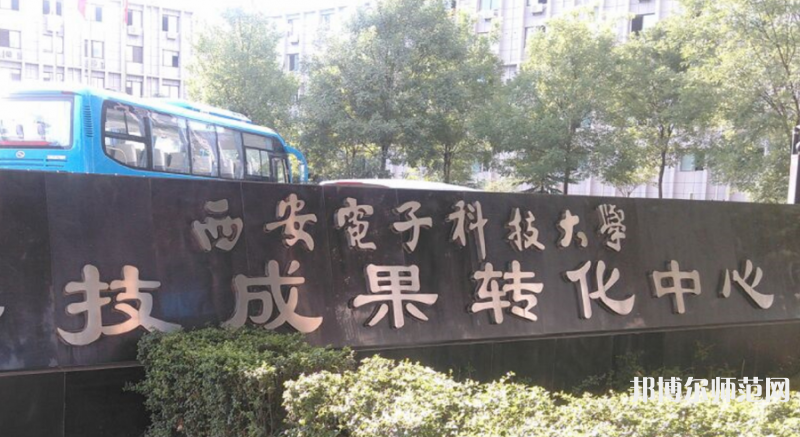 西安電子科技大學
技成果转化中心
邦博尔师范网